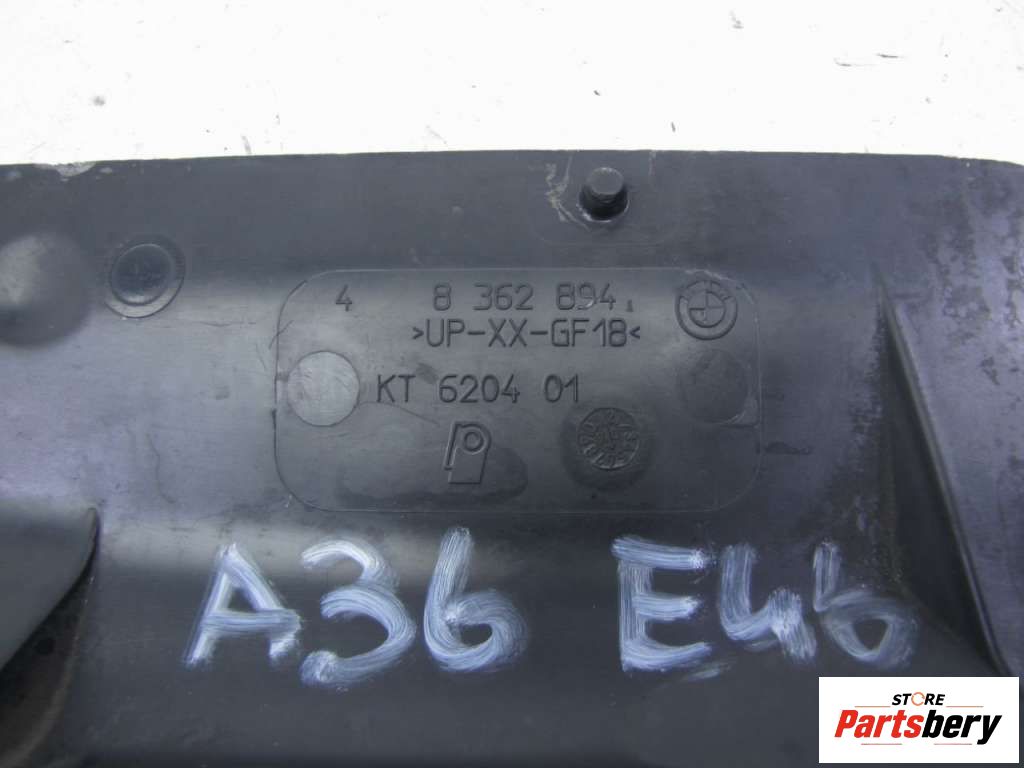 4 8 362 894
>UP-XX-GF18<
KT 6204 01
A36 E46
STORE
Partsbery